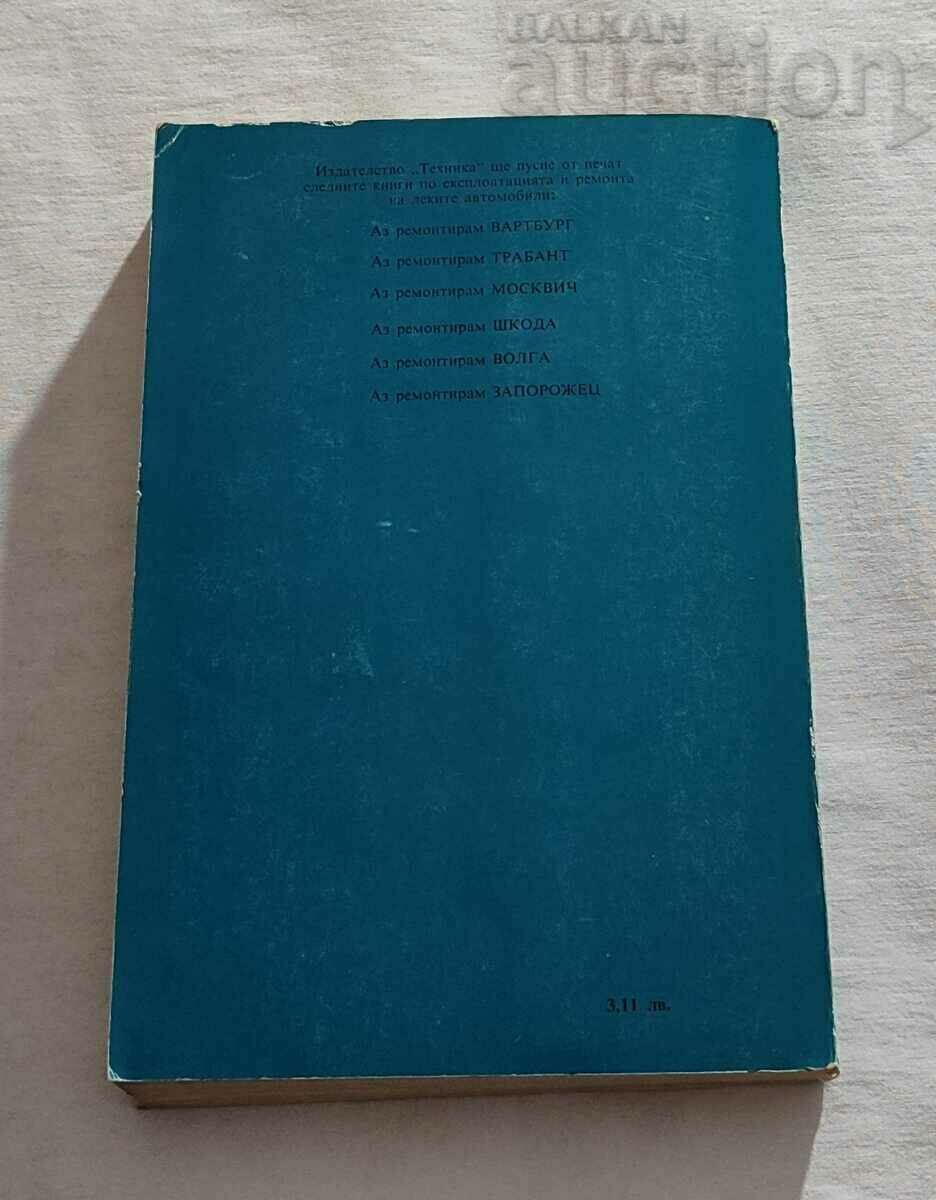 BALKAN
auction
Издателство „Техника“ ще пусне от печат
следните книги по експлоатацията и ремонта
на леките автомобили:
Аз ремонтирам ВАРТБУРГ
Аз ремонтирам ТРАБАНТ
Аз ремонтирам МОСКВИЧ
Аз ремонтирам ШКОДА
Аз ремонтирам ВОЛГА
Аз ремонтирам ЗАПОРОЖЕЦ
3,11 лв.